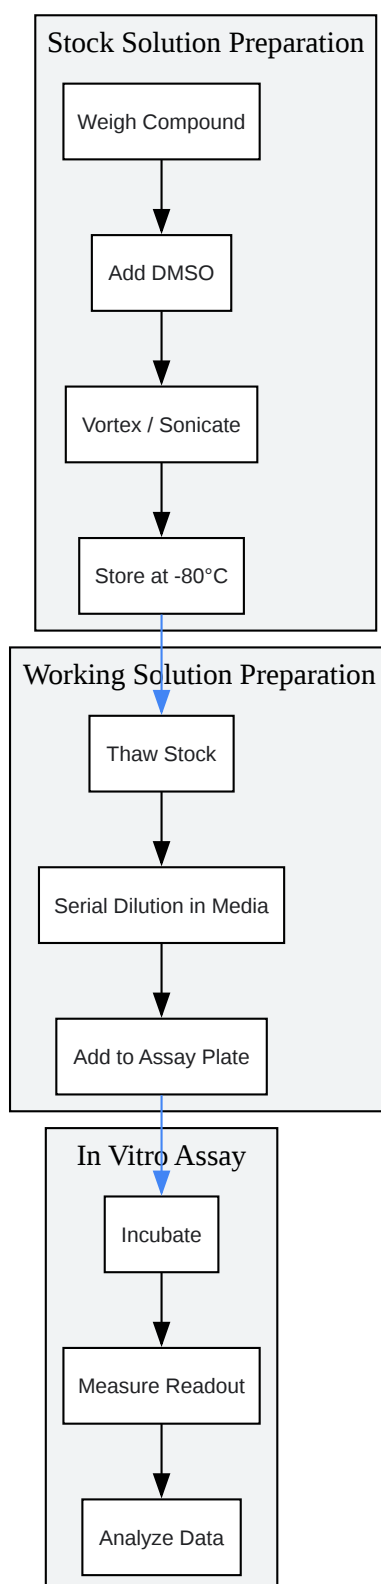 Stock Solution Preparation
Weigh Compound
Add DMSO
Vortex / Sonicate
Store at -80°C
Working Solution Preparation
Thaw Stock
Serial Dilution in Media
Add to Assay Plate
In Vitro Assay
Incubate
Measure Readout
Analyze Data